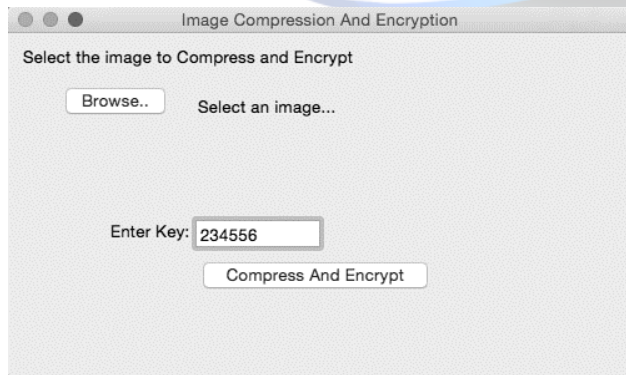 Image Compression And Encryption
Select the image to Compress and Encrypt
Browse.. Select an image...
Enter Key: 234556
Compress And Encrypt